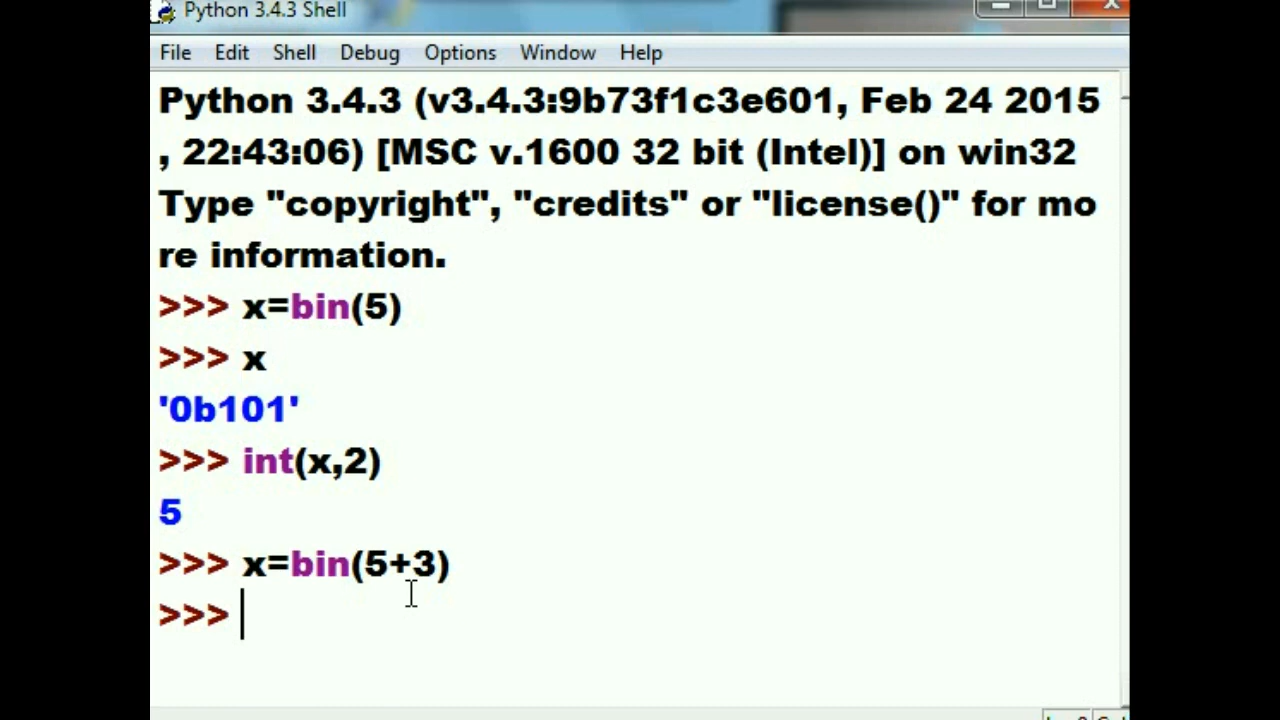 Python 3.4.3 Shell
File Edit Shell Debug Options Window Help
Python 3.4.3 (v3.4.3:9b73f1c3e601, Feb 24 2015
, 22:43:06) [MSC v.1600 32 bit (Intel)] on win32
Type "copyright", "credits" or "license()" for mo
re information.
>>> x=bin(5)
>>> x
'0b101'
>>> int(x,2)
5
>>> x=bin(5+3)
>>>